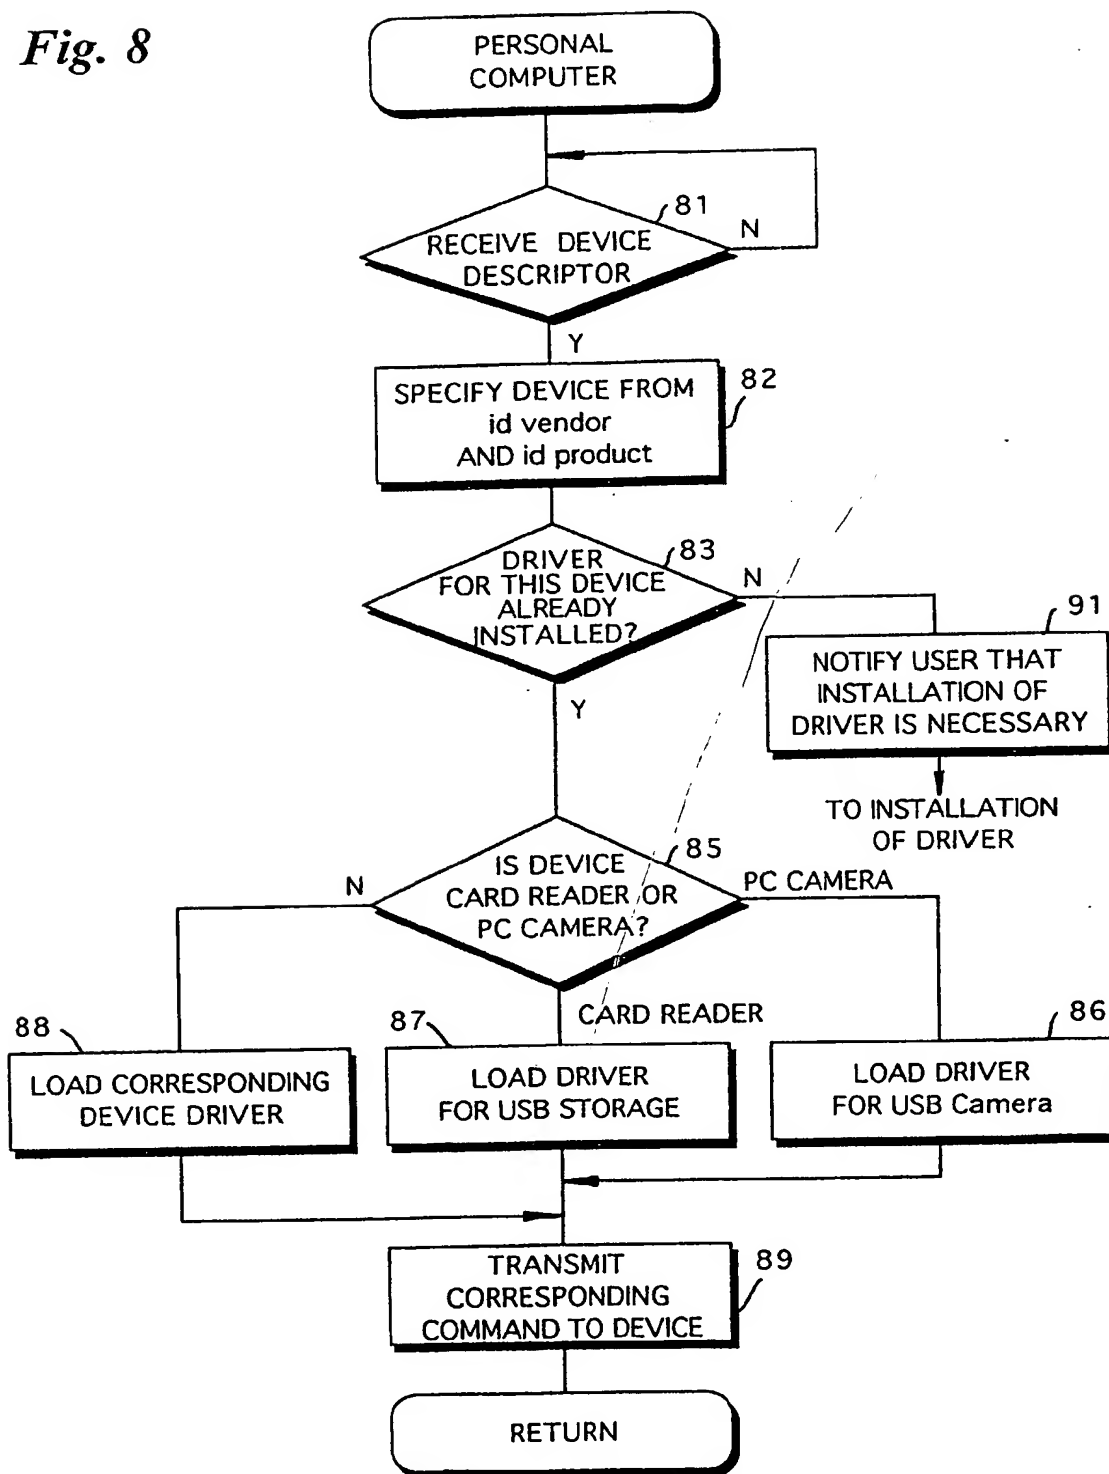 Fig. 8
PERSONAL
COMPUTER
81
N
RECEIVE DEVICE
DESCRIPTOR
Y
82
SPECIFY DEVICE FROM
id vendor
AND id product
83
N
DRIVER
FOR THIS DEVICE
ALREADY
INSTALLED?
Y
91
NOTIFY USER THAT
INSTALLATION OF
DRIVER IS NECESSARY
TO INSTALLATION
OF DRIVER
85
N
IS DEVICE
CARD READER OR
PC CAMERA?
PC CAMERA
CARD READER
88
LOAD CORRESPONDING
DEVICE DRIVER
87
LOAD DRIVER
FOR USB STORAGE
86
LOAD DRIVER
FOR USB Camera
89
TRANSMIT
CORRESPONDING
COMMAND TO DEVICE
RETURN